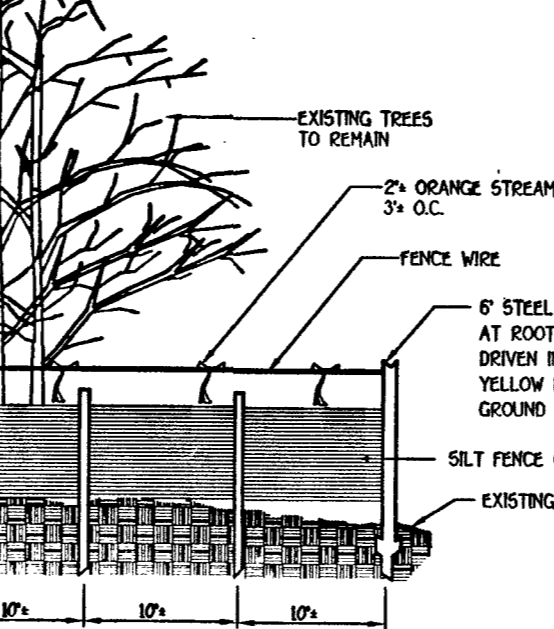 EXISTING TREES
TO REMAIN
2'± ORANGE STREAM
3'± O.C.
FENCE WIRE
6' STEEL
AT ROOT
DRIVEN
YELLOW
GROUND
SILT FENCE
EXISTING
10'± 10'± 10'±